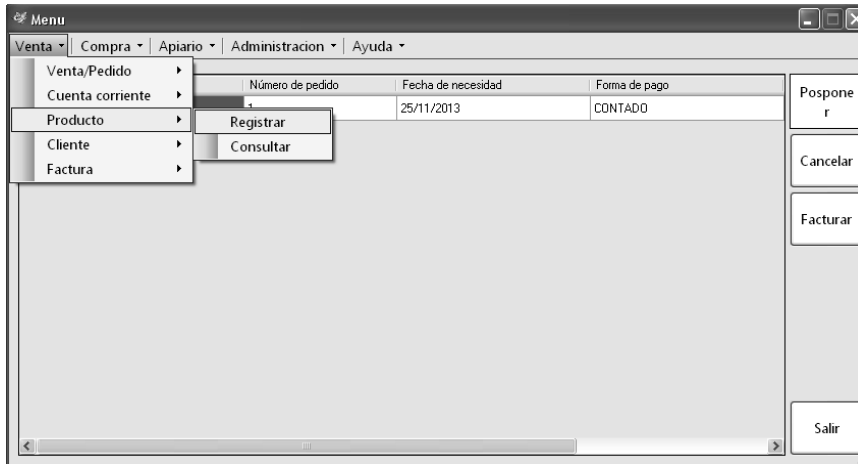 Menu
Venta Compra Apiario Administracion Ayuda
Venta/Pedido
Cuenta corriente
Producto
Cliente
Factura
Registrar
Consultar
Número de pedido Fecha de necesidad Forma de pago
1 25/11/2013 CONTADO
Pospone
r
Cancelar
Facturar
Salir